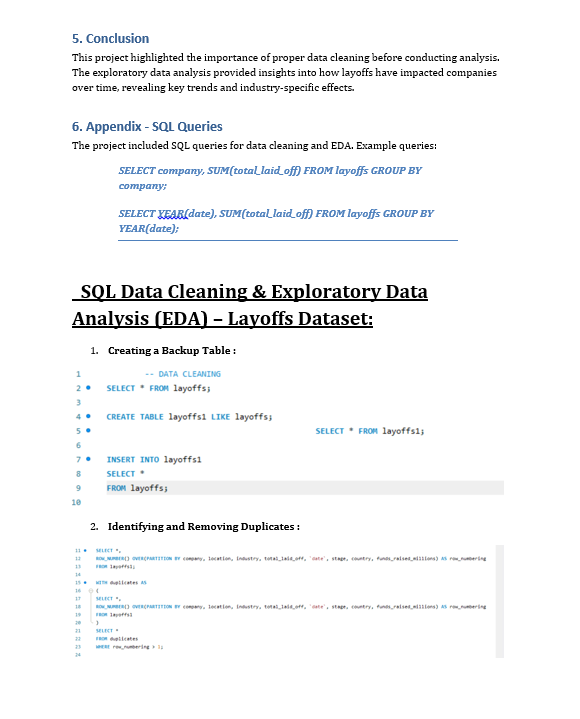 5. Conclusion
This project highlighted the importance of proper data cleaning before conducting analysis.
The exploratory data analysis provided insights into how layoffs have impacted companies
over time, revealing key trends and industry-specific effects.
6. Appendix - SQL Queries
The project included SQL queries for data cleaning and EDA. Example queries:
SELECT company, SUM(total_laid_off) FROM layoffs GROUP BY
company;
SELECT YEAR(date), SUM(total_laid_off) FROM layoffs GROUP BY
YEAR(date);
SQL Data Cleaning & Exploratory Data
Analysis (EDA) – Layoffs Dataset:
1. Creating a Backup Table :
1 -- DATA CLEANING
2 SELECT * FROM layoffs;
3
4 CREATE TABLE layoffs1 LIKE layoffs;
5 SELECT * FROM layoffs1;
6
7 INSERT INTO layoffs1
8 SELECT *
9 FROM layoffs;
10
2. Identifying and Removing Duplicates :
11 SELECT *,
12 ROW_NUMBER() OVER(PARTITION BY company, location, industry, total_laid_off, `date`, stage, country, funds_raised_millions) AS row_numbering
13 FROM layoffs1;
14
15 WITH duplicates AS
16 (
17 SELECT *,
18 ROW_NUMBER() OVER(PARTITION BY company, location, industry, total_laid_off, `date`, stage, country, funds_raised_millions) AS row_numbering
19 FROM layoffs1
20 )
21 SELECT *
22 FROM duplicates
23 WHERE row_numbering > 1;
24